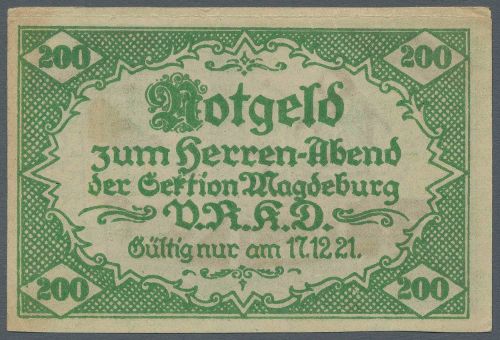 200 200
Notgeld
zum Herren-Abend
der Sektion Magdeburg
V.R.K.D.
Gültig nur am 17.12.21.
200 200